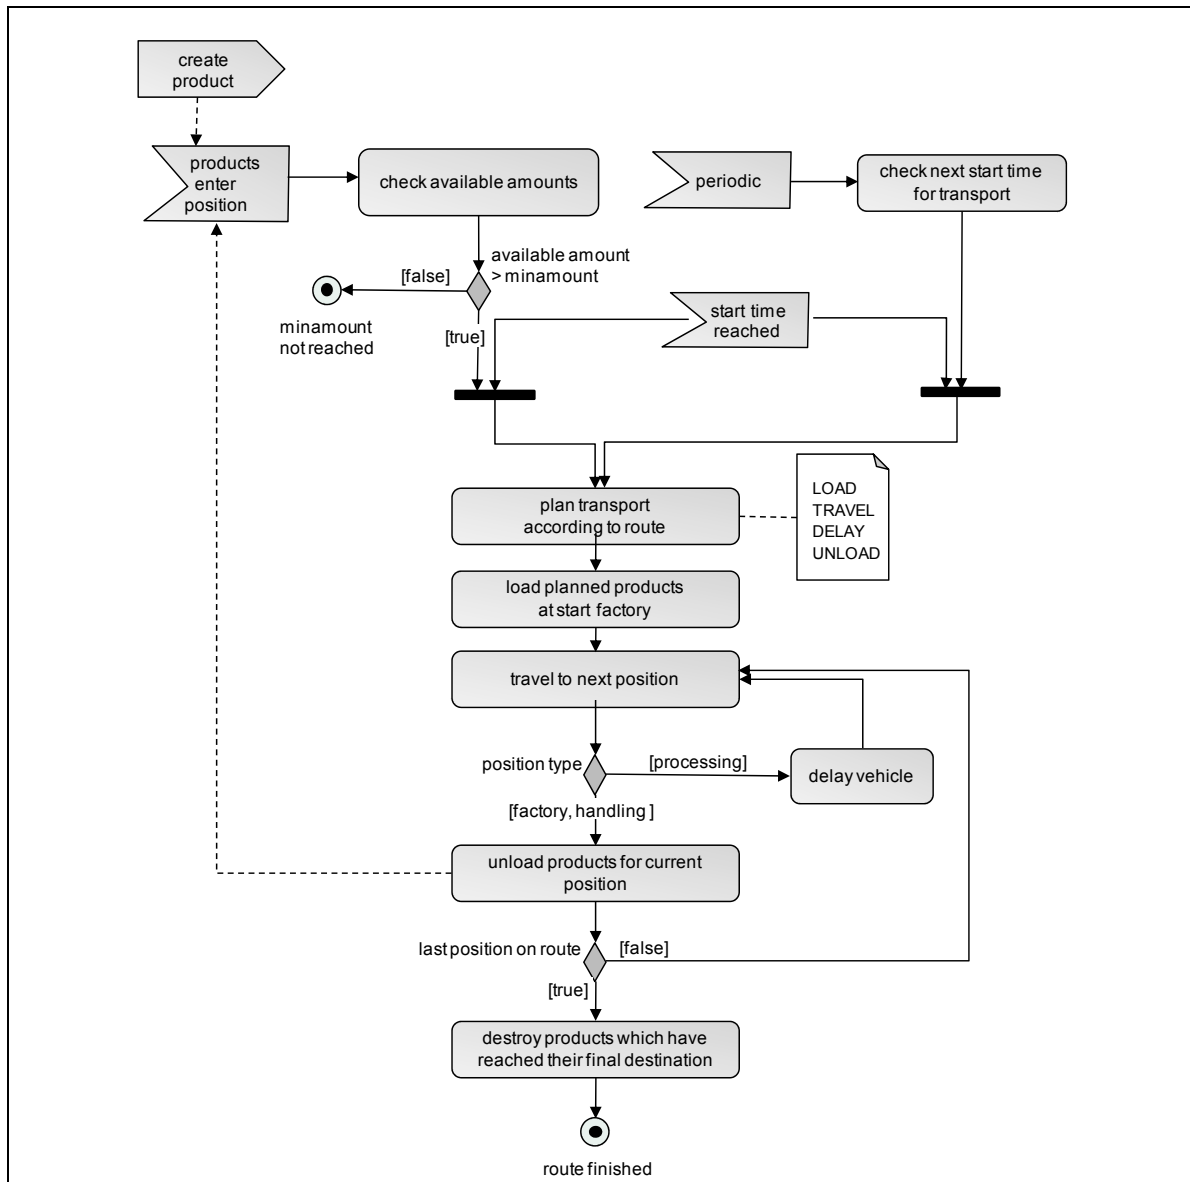 create
product
products
enter
position
check available amounts
periodic
check next start time
for transport
available amount
> minamount
[false]
minamount
not reached
[true]
start time
reached
plan transport
according to route
LOAD
TRAVEL
DELAY
UNLOAD
load planned products
at start factory
travel to next position
position type
[processing]
delay vehicle
[factory, handling ]
unload products for current
position
last position on route
[false]
[true]
destroy products which have
reached their final destination
route finished